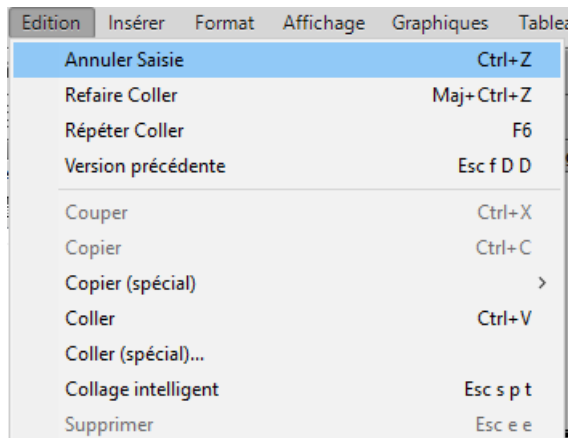 Edition Insérer Format Affichage Graphiques
Annuler Saisie Ctrl+Z
Refaire Coller Maj+Ctrl+Z
Répéter Coller F6
Version précédente Esc f D D
Couper Ctrl+X
Copier Ctrl+C
Copier (spécial)
Coller Ctrl+V
Coller (spécial)...
Collage intelligent Esc s p t
Supprimer Esc e e